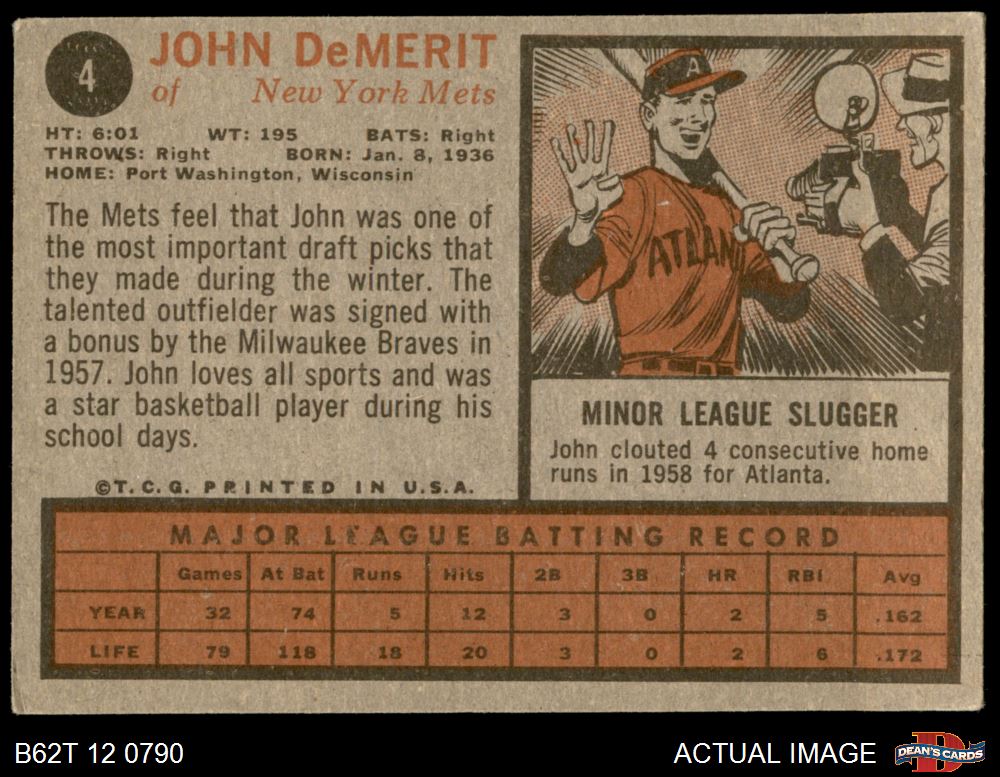 4
JOHN DeMERIT
of New York Mets
HT: 6:01 WT: 195 BATS: Right
THROWS: Right BORN: Jan. 8, 1936
HOME: Port Washington, Wisconsin
The Mets feel that John was one of
the most important draft picks that
they made during the winter. The
talented outfielder was signed with
a bonus by the Milwaukee Braves in
1957. John loves all sports and was
a star basketball player during his
school days.
©T.C.G. PRINTED IN U.S.A.
A
ATLAN
MINOR LEAGUE SLUGGER
John clouted 4 consecutive home
runs in 1958 for Atlanta.
MAJOR LEAGUE BATTING RECORD
Games At Bat Runs Hits 2B 3B HR RBI Avg
YEAR 32 74 5 12 3 0 2 5 .162
LIFE 79 118 18 20 3 0 2 6 .172
B62T 12 0790
ACTUAL IMAGE
D
DEAN'S CARDS